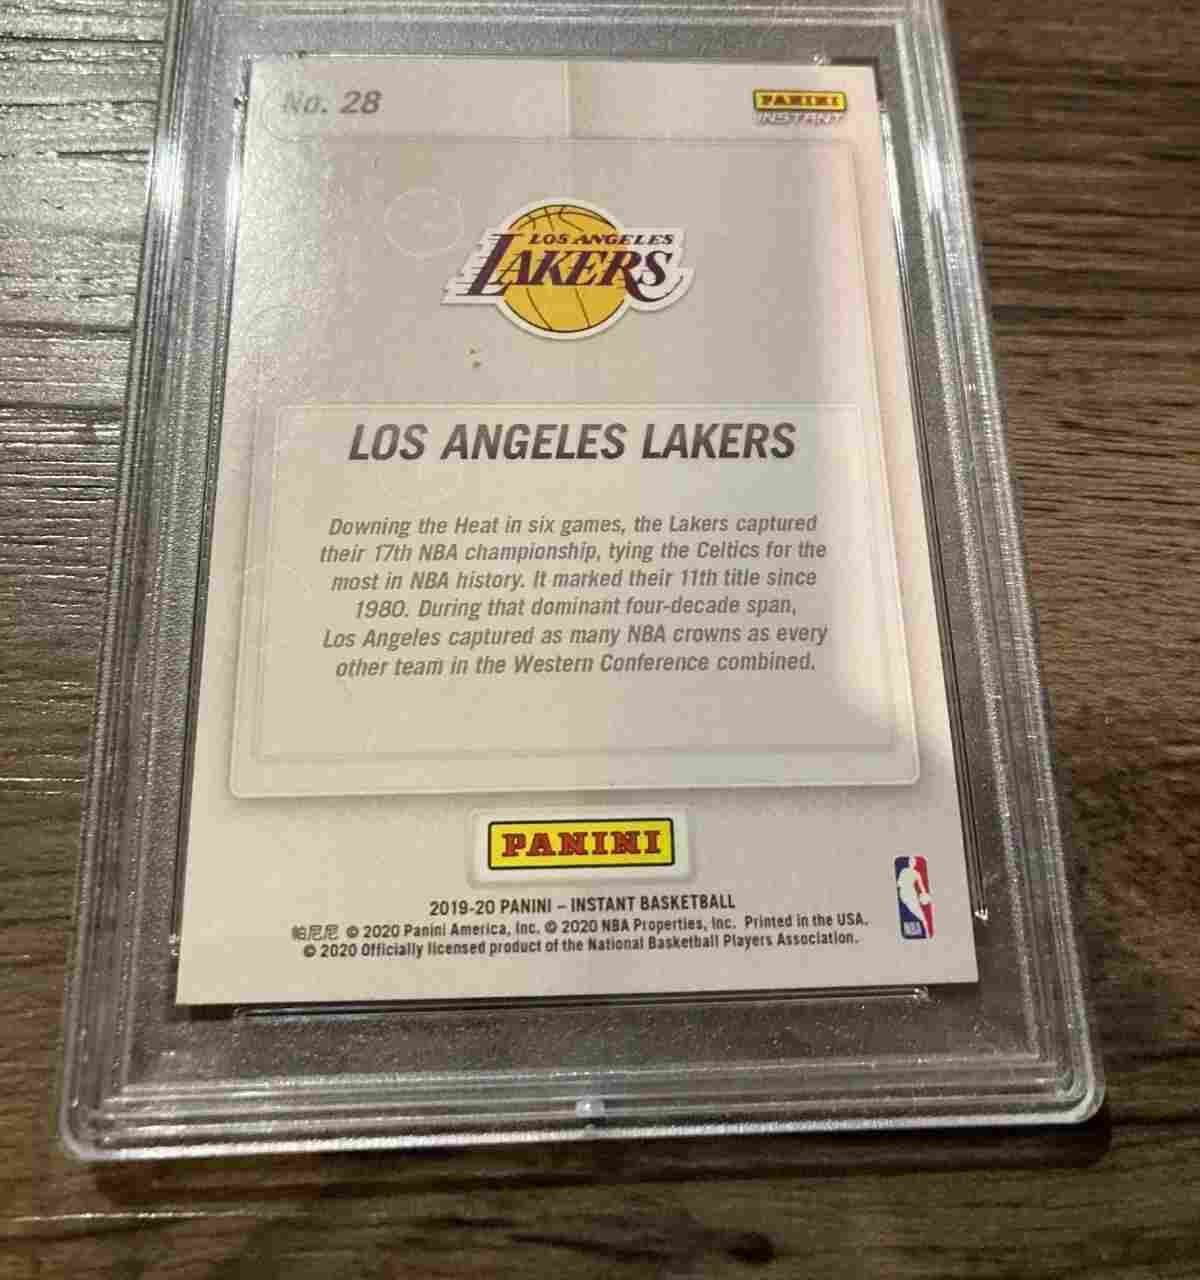 No. 28
PANINI
INSTANT
LOS ANGELES
LAKERS
LOS ANGELES LAKERS
Downing the Heat in six games, the Lakers captured
their 17th NBA championship, tying the Celtics for the
most in NBA history. It marked their 11th title since
1980. During that dominant four-decade span,
Los Angeles captured as many NBA crowns as every
other team in the Western Conference combined.
PANINI
2019-20 PANINI – INSTANT BASKETBALL
帕尼尼 © 2020 Panini America, Inc. © 2020 NBA Properties, Inc. Printed in the USA.
© 2020 Officially licensed product of the National Basketball Players Association.
NBA